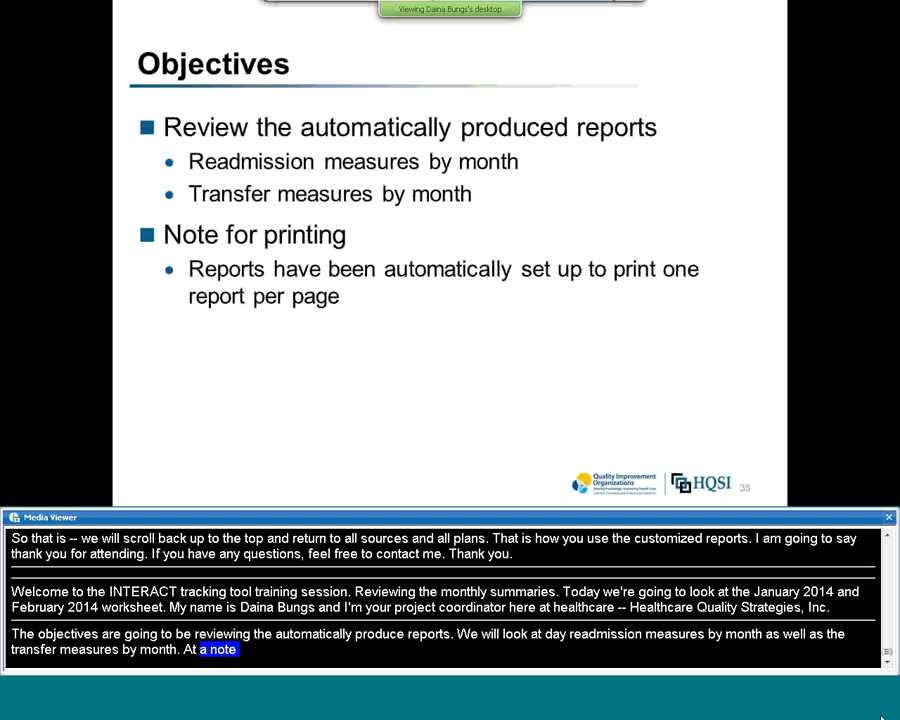 Viewing Daina Bungs's desktop
Objectives
Review the automatically produced reports
Readmission measures by month
Transfer measures by month
Note for printing
Reports have been automatically set up to print one
report per page
Quality Improvement
Organizations
HQSI
35
Media Viewer
So that is -- we will scroll back up to the top and return to all sources and all plans. That is how you use the customized reports. I am going to say
thank you for attending. If you have any questions, feel free to contact me. Thank you.
Welcome to the INTERACT tracking tool training session. Reviewing the monthly summaries. Today we're going to look at the January 2014 and
February 2014 worksheet. My name is Daina Bungs and I'm your project coordinator here at healthcare -- Healthcare Quality Strategies, Inc.
The objectives are going to be reviewing the automatically produce reports. We will look at day readmission measures by month as well as the
transfer measures by month. At a note